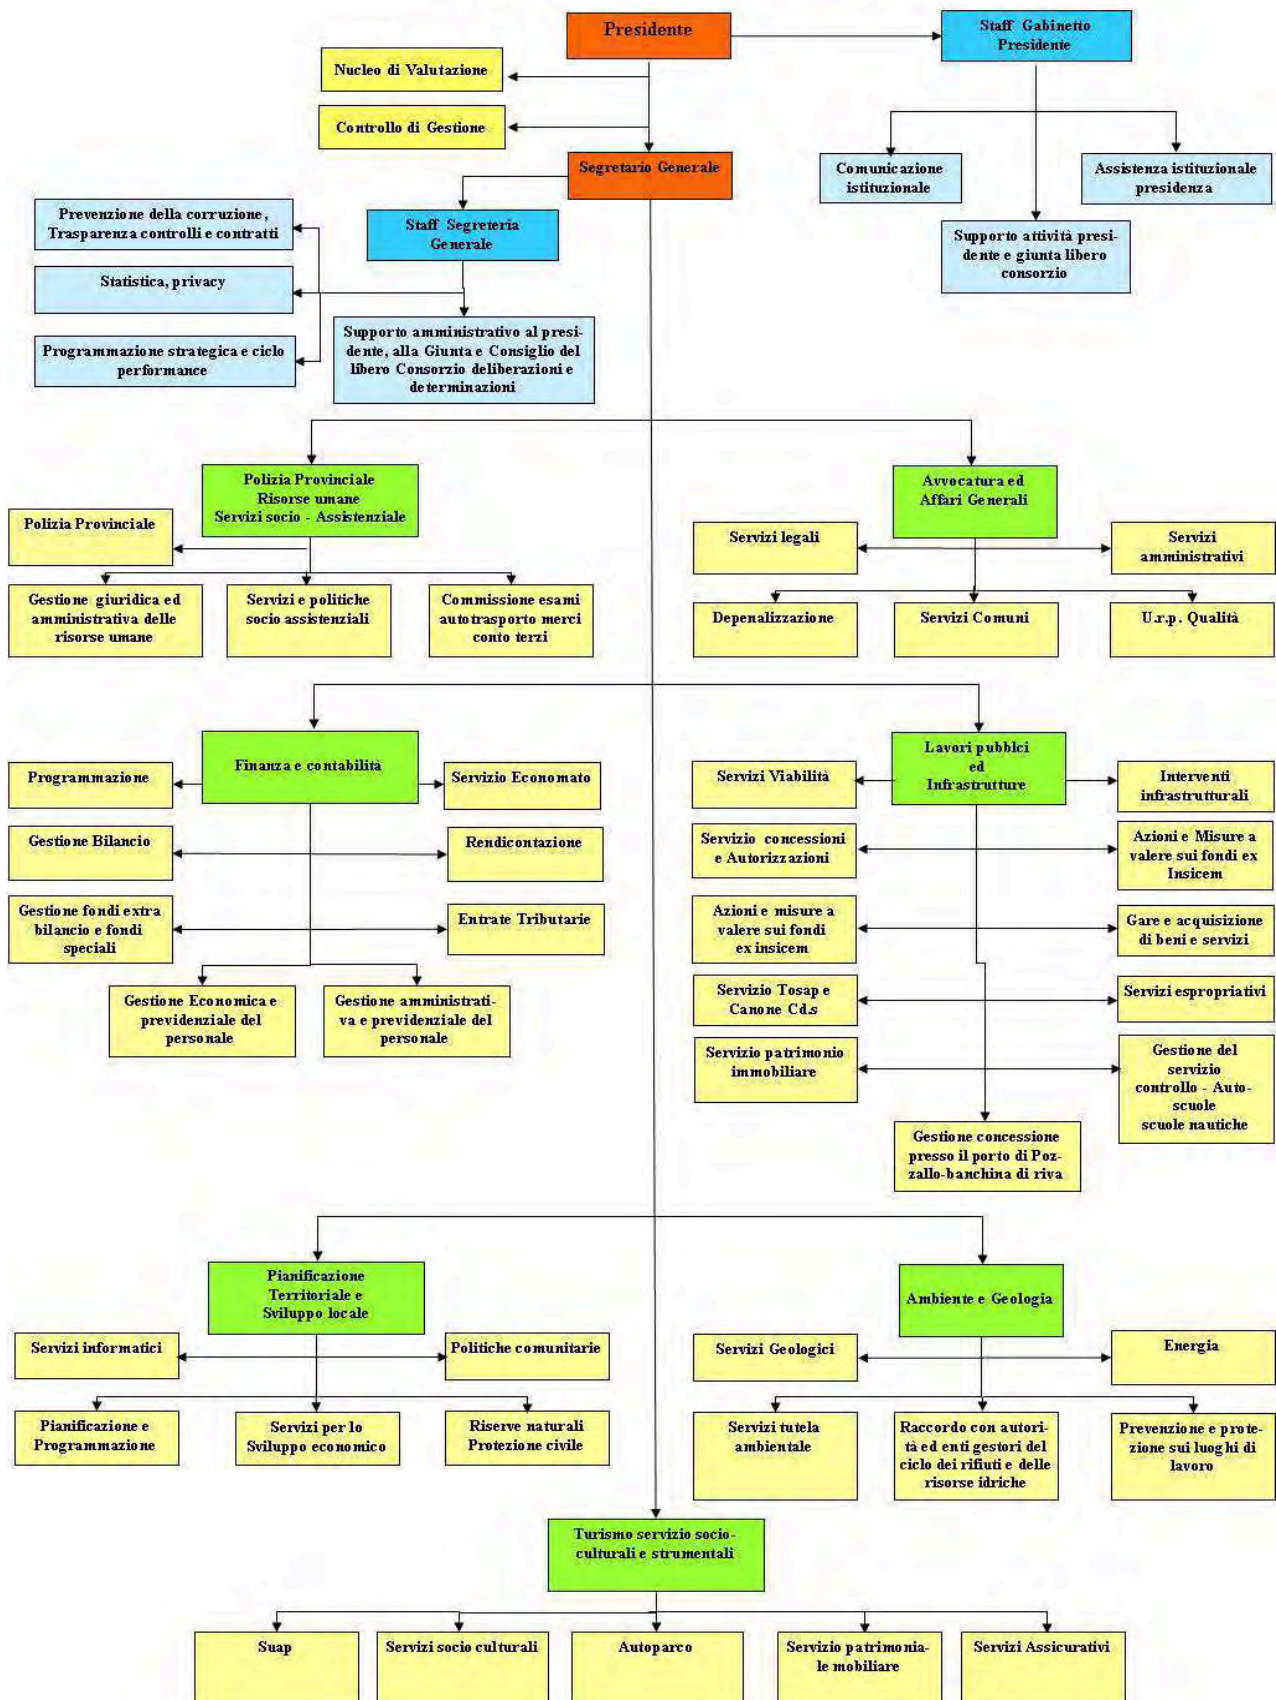 Presidente
Staff Gabinetto
Presidente
Nucleo di Valutazione
Controllo di Gestione
Segretario Generale
Comunicazione
istituzionale
Assistenza istituzionale
presidenza
Prevenzione della corruzione,
Trasparenza controlli e contratti
Staff Segreteria
Generale
Supporto attività presi-
dente e giunta libero
consorzio
Statistica, privacy
Programmazione strategica e ciclo
performance
Supporto amministrativo al presi-
dente, alla Giunta e Consiglio del
libero Consorzio deliberazioni e
determinazioni
Polizia Provinciale
Risorse umane
Servizi socio - Assistenziale
Avvocatura ed
Affari Generali
Polizia Provinciale
Servizi legali
Servizi
amministrativi
Gestione giuridica ed
amministrativa delle
risorse umane
Servizi e politiche
socio assistenziali
Commissione esami
autotrasporto merci
conto terzi
Depenalizzazione
Servizi Comuni
U.r.p. Qualità
Finanza e contabilità
Lavori pubblci
ed
Infrastrutture
Programmazione
Servizio Economato
Servizi Viabilità
Interventi
infrastrutturali
Gestione Bilancio
Rendicontazione
Servizio concessioni
e Autorizzazioni
Azioni e Misure a
valere sui fondi ex
Insicem
Gestione fondi extra
bilancio e fondi
speciali
Entrate Tributarie
Azioni e misure a
valere sui fondi
ex insicem
Gare e acquisizione
di beni e servizi
Gestione Economica e
previdenziale del
personale
Gestione amministrati-
va e previdenziale del
personale
Servizio Tosap e
Canone Cd.s
Servizi espropriativi
Servizio patrimonio
immobiliare
Gestione del
servizio
controllo - Auto-
scuole
scuole nautiche
Gestione concessione
presso il porto di Poz-
zallo-banchina di riva
Pianificazione
Territoriale e
Sviluppo locale
Ambiente e Geologia
Servizi informatici
Politiche comunitarie
Servizi Geologici
Energia
Pianificazione e
Programmazione
Servizi per lo
Sviluppo economico
Riserve naturali
Protezione civile
Servizi tutela
ambientale
Raccordo con autori-
tà ed enti gestori del
ciclo dei rifiuti e delle
risorse idriche
Prevenzione e prote-
zione sui luoghi di
lavoro
Turismo servizio socio-
culturali e strumentali
Suap
Servizi socio culturali
Autoparco
Servizio patrimonia-
le mobiliare
Servizi Assicurativi